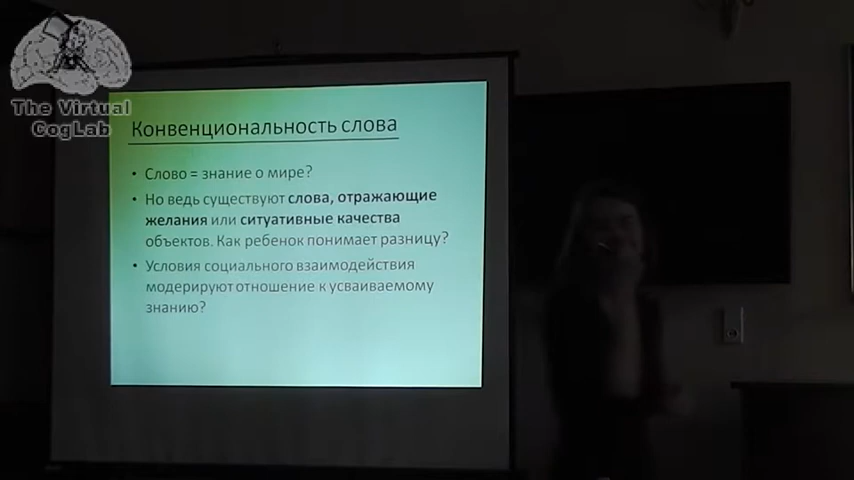 The Virtual
CogLab
Конвенциональность слова
• Слово = знание о мире?
• Но ведь существуют слова, отражающие
желания или ситуативные качества
объектов. Как ребенок понимает разницу?
• Условия социального взаимодействия
модерируют отношение к усваиваемому
знанию?